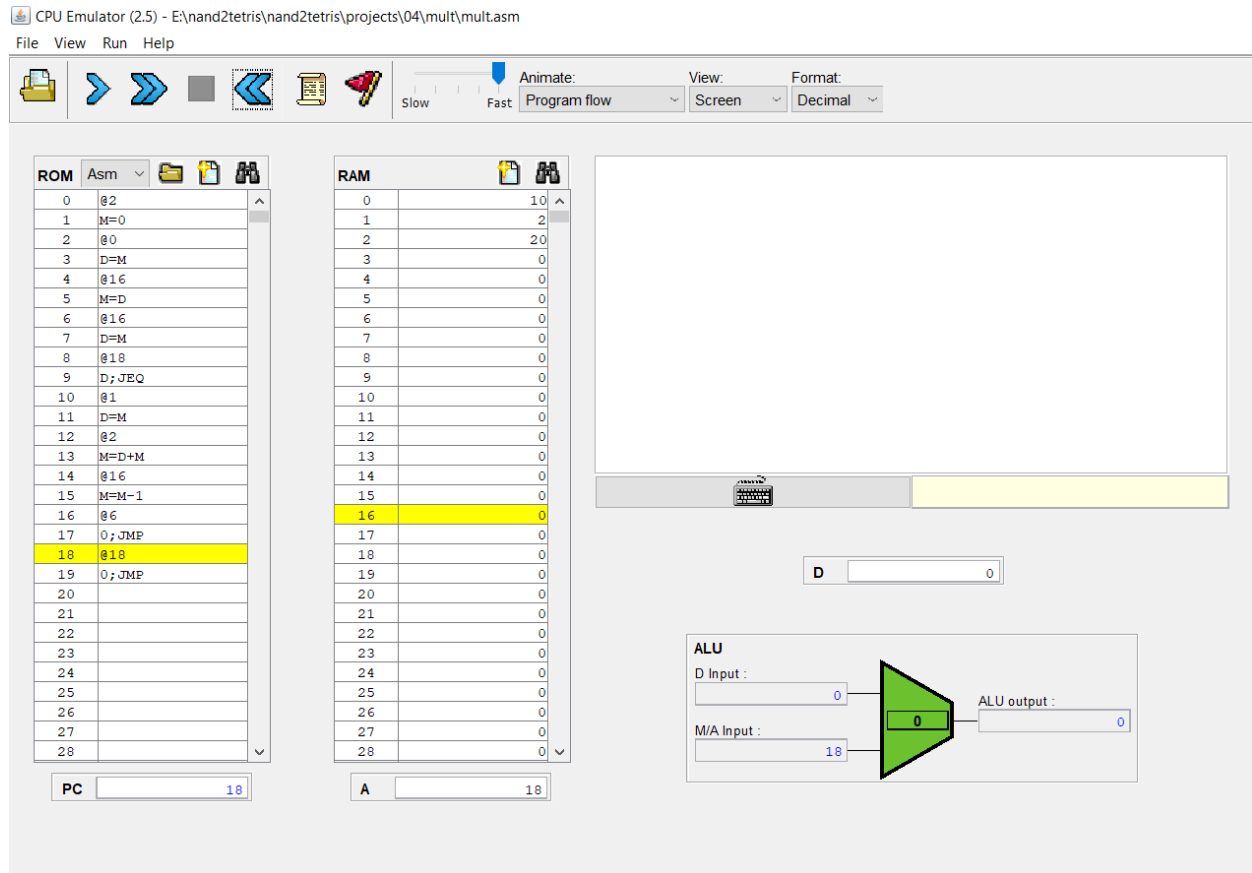 CPU Emulator (2.5) - E:\nand2tetris\nand2tetris\projects\04\mult\mult.asm
File View Run Help
Slow Fast
Animate:
Program flow
View:
Screen
Format:
Decimal
ROM Asm
0 @2
1 M=0
2 @0
3 D=M
4 @16
5 M=D
6 @16
7 D=M
8 @18
9 D;JEQ
10 @1
11 D=M
12 @2
13 M=D+M
14 @16
15 M=M-1
16 @6
17 0;JMP
18 @18
19 0;JMP
20
21
22
23
24
25
26
27
28
PC 18
RAM
0 10
1 2
2 20
3 0
4 0
5 0
6 0
7 0
8 0
9 0
10 0
11 0
12 0
13 0
14 0
15 0
16 0
17 0
18 0
19 0
20 0
21 0
22 0
23 0
24 0
25 0
26 0
27 0
28 0
A 18
D 0
ALU
D Input :
0
M/A Input :
18
0
ALU output :
0